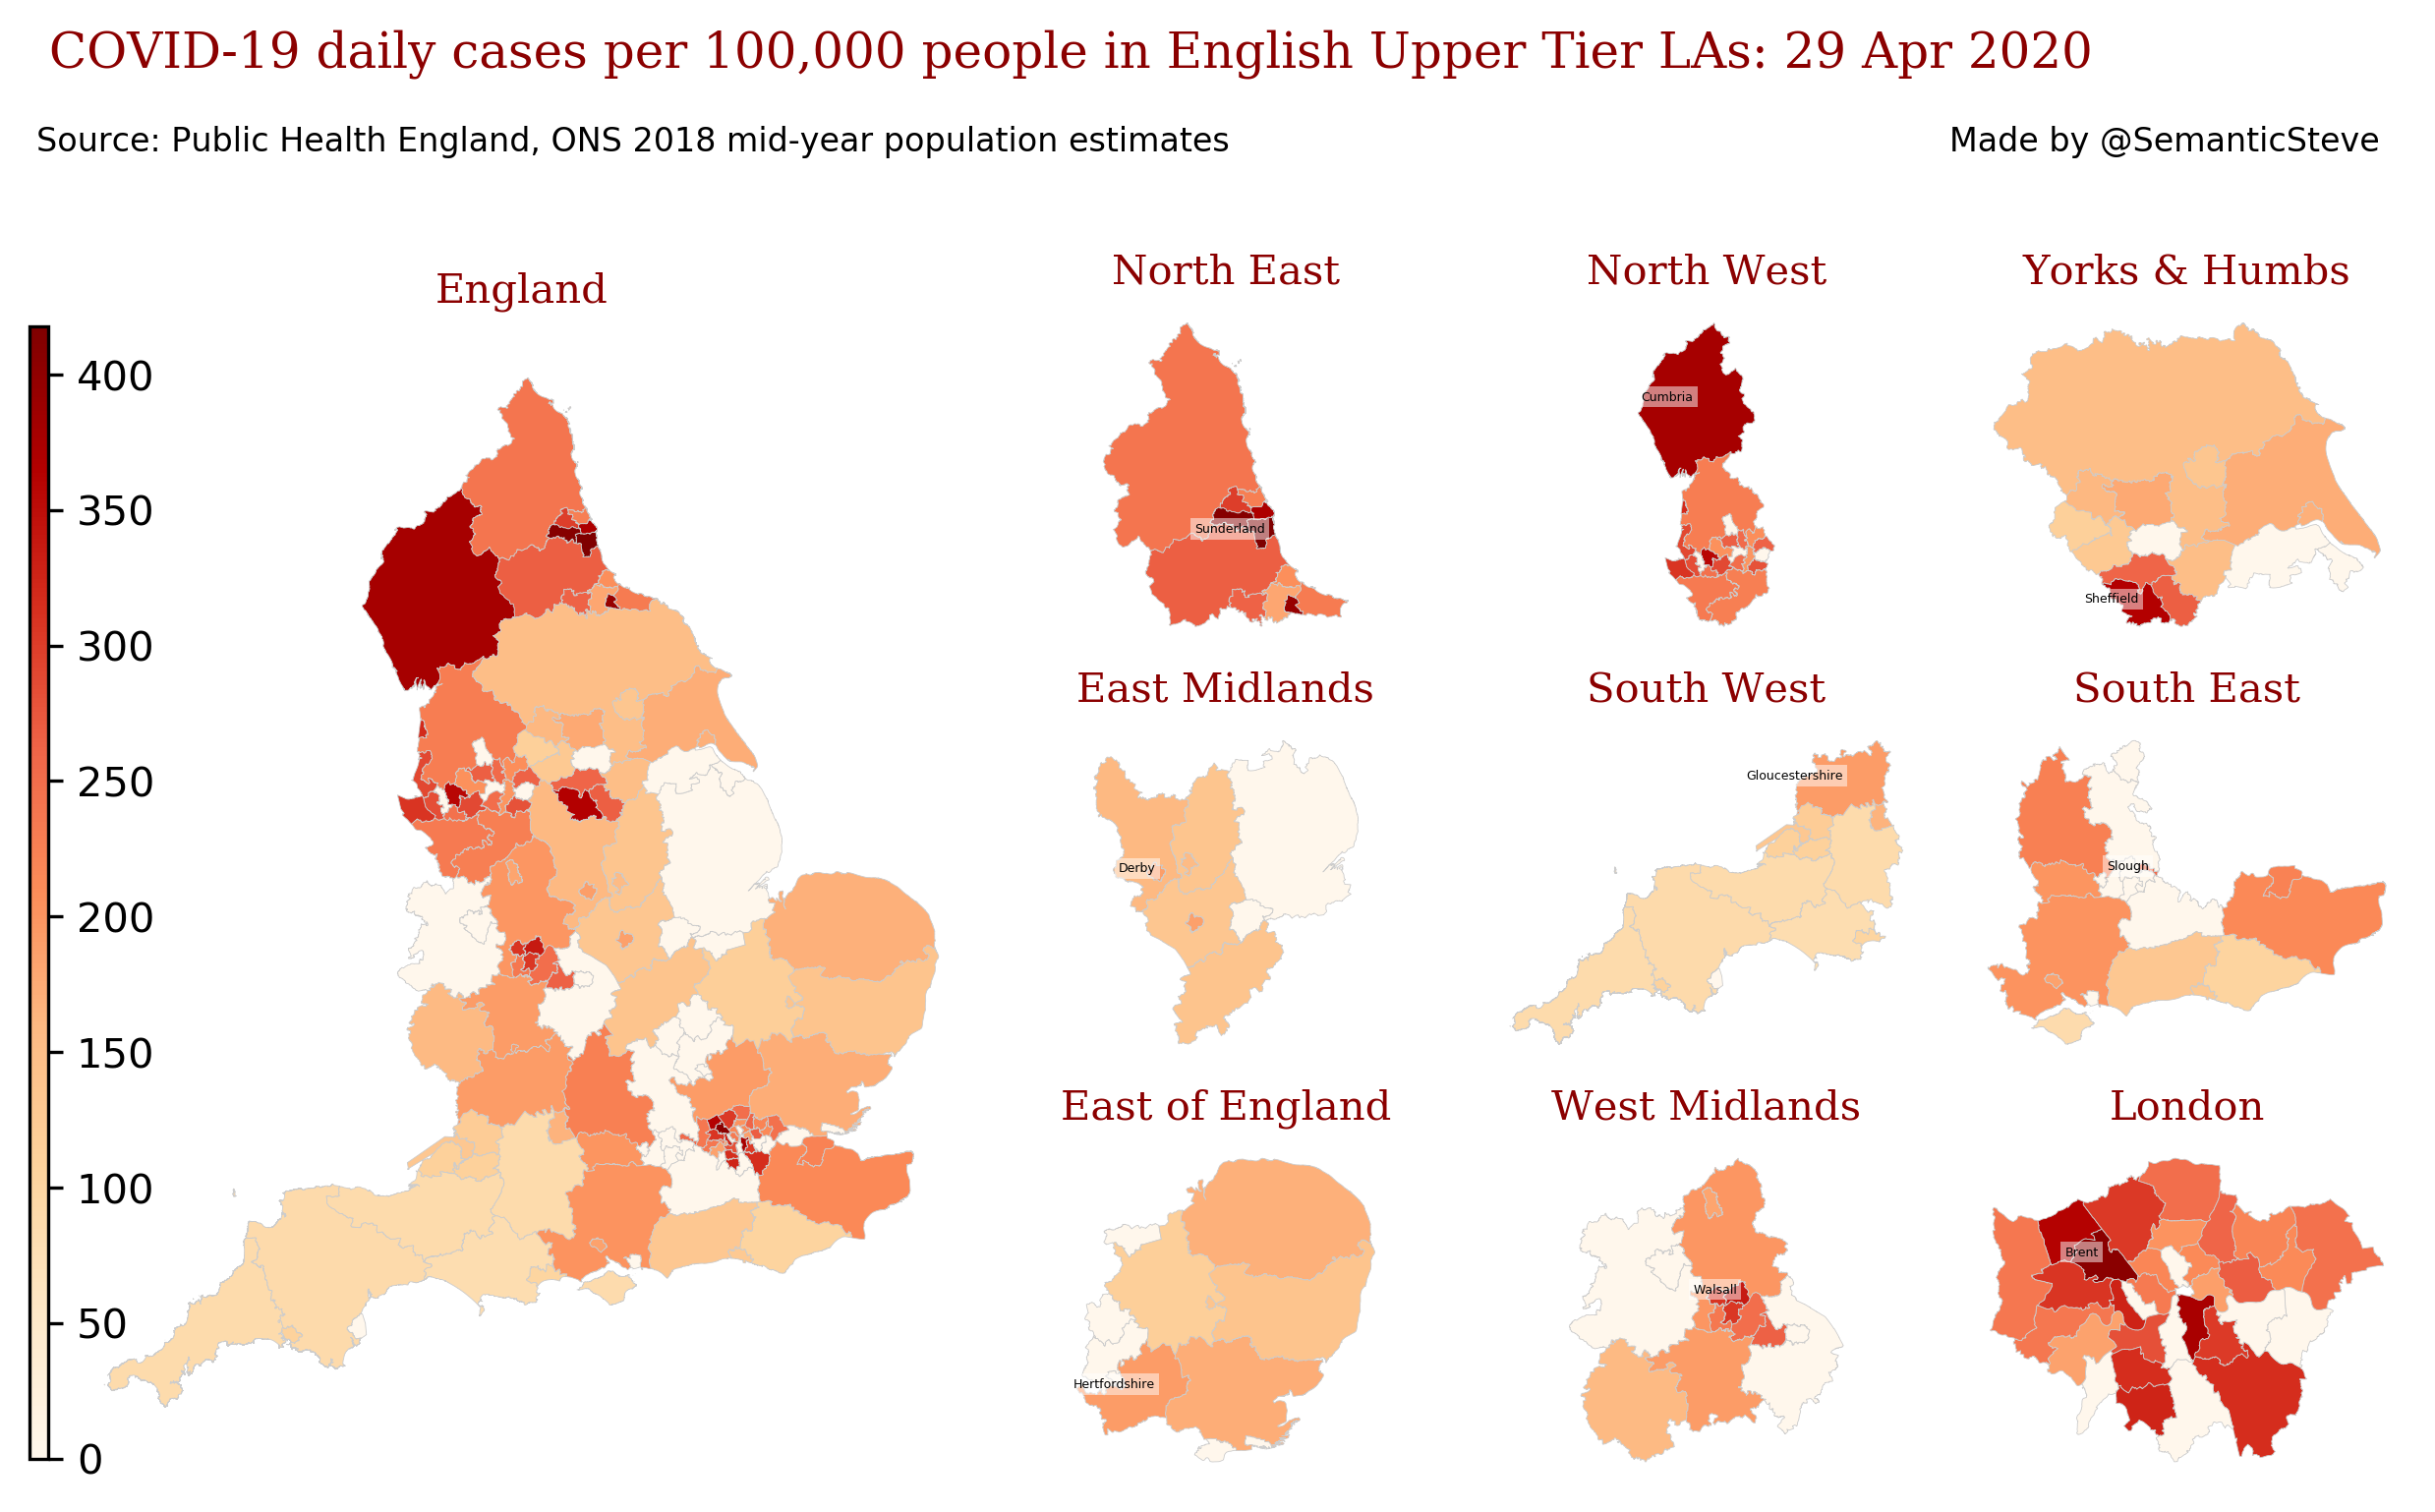 COVID-19 daily cases per 100,000 people in English Upper Tier LAs: 29 Apr 2020
Source: Public Health England, ONS 2018 mid-year population estimates
Made by @SemanticSteve
England
400
350
300
250
200
150
100
50
0
North East
Sunderland
North West
Cumbria
Yorks & Humbs
Sheffield
East Midlands
Derby
South West
Gloucestershire
South East
Slough
East of England
Hertfordshire
West Midlands
Walsall
London
Brent